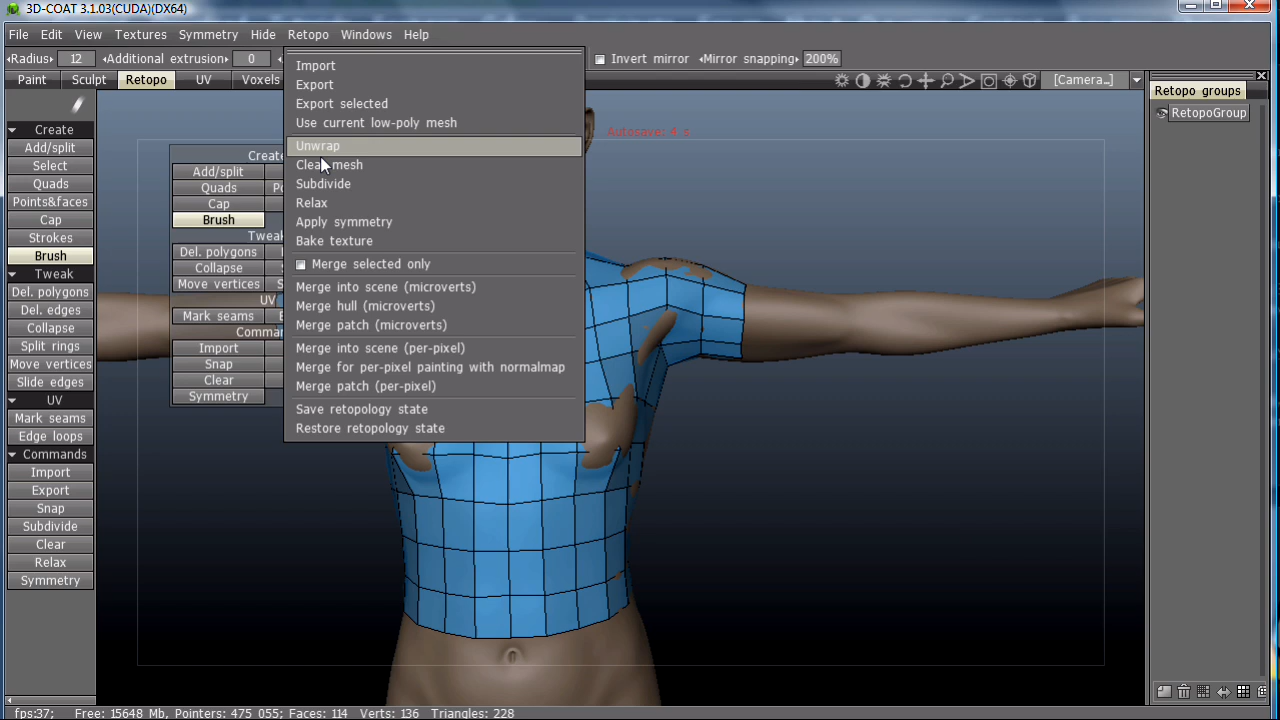 3D-COAT 3.1.03(CUDA)(DX64)
File Edit View Textures Symmetry Hide Retopo Windows Help
Radius 12 Additional extrusion 0 Invert mirror Mirror snapping 200%
Paint Sculpt Retopo UV Voxels [Camera…]
Import
Export
Export selected
Use current low-poly mesh
Unwrap
Clear mesh
Subdivide
Relax
Apply symmetry
Bake texture
Merge selected only
Merge into scene (microverts)
Merge hull (microverts)
Merge patch (microverts)
Merge into scene (per-pixel)
Merge for per-pixel painting with normalmap
Merge patch (per-pixel)
Save retopology state
Restore retopology state
Create
Add/split
Select
Quads
Points&faces
Cap
Strokes
Brush
Tweak
Del. polygons
Del. edges
Collapse
Split rings
Move vertices
Slide edges
UV
Mark seams
Edge loops
Commands
Import
Export
Snap
Subdivide
Clear
Relax
Symmetry
Add/split
Quads
Cap
Brush
Del. polygons
Collapse
Move vertices
UV
Mark seams
Import
Snap
Clear
Symmetry
Retopo groups
RetopoGroup
fps:37; Free: 15648 Mb, Pointers: 475 055; Faces: 114 Verts: 136 Triangles: 228